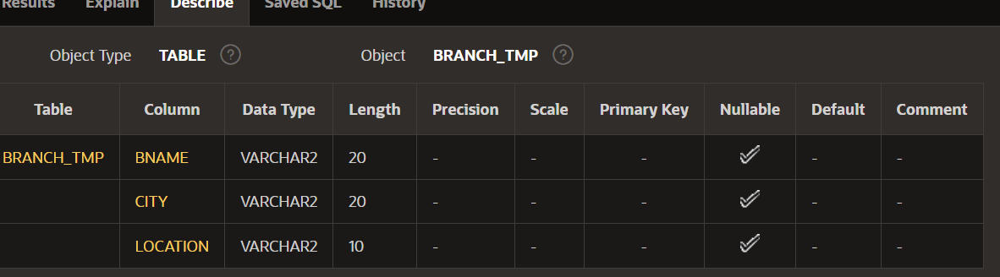 Results Explain Describe Saved SQL History
Object Type TABLE ? Object BRANCH_TMP ?
Table Column Data Type Length Precision Scale Primary Key Nullable Default Comment
BRANCH_TMP BNAME VARCHAR2 20 - - - - -
CITY VARCHAR2 20 - - - - -
LOCATION VARCHAR2 10 - - - - -